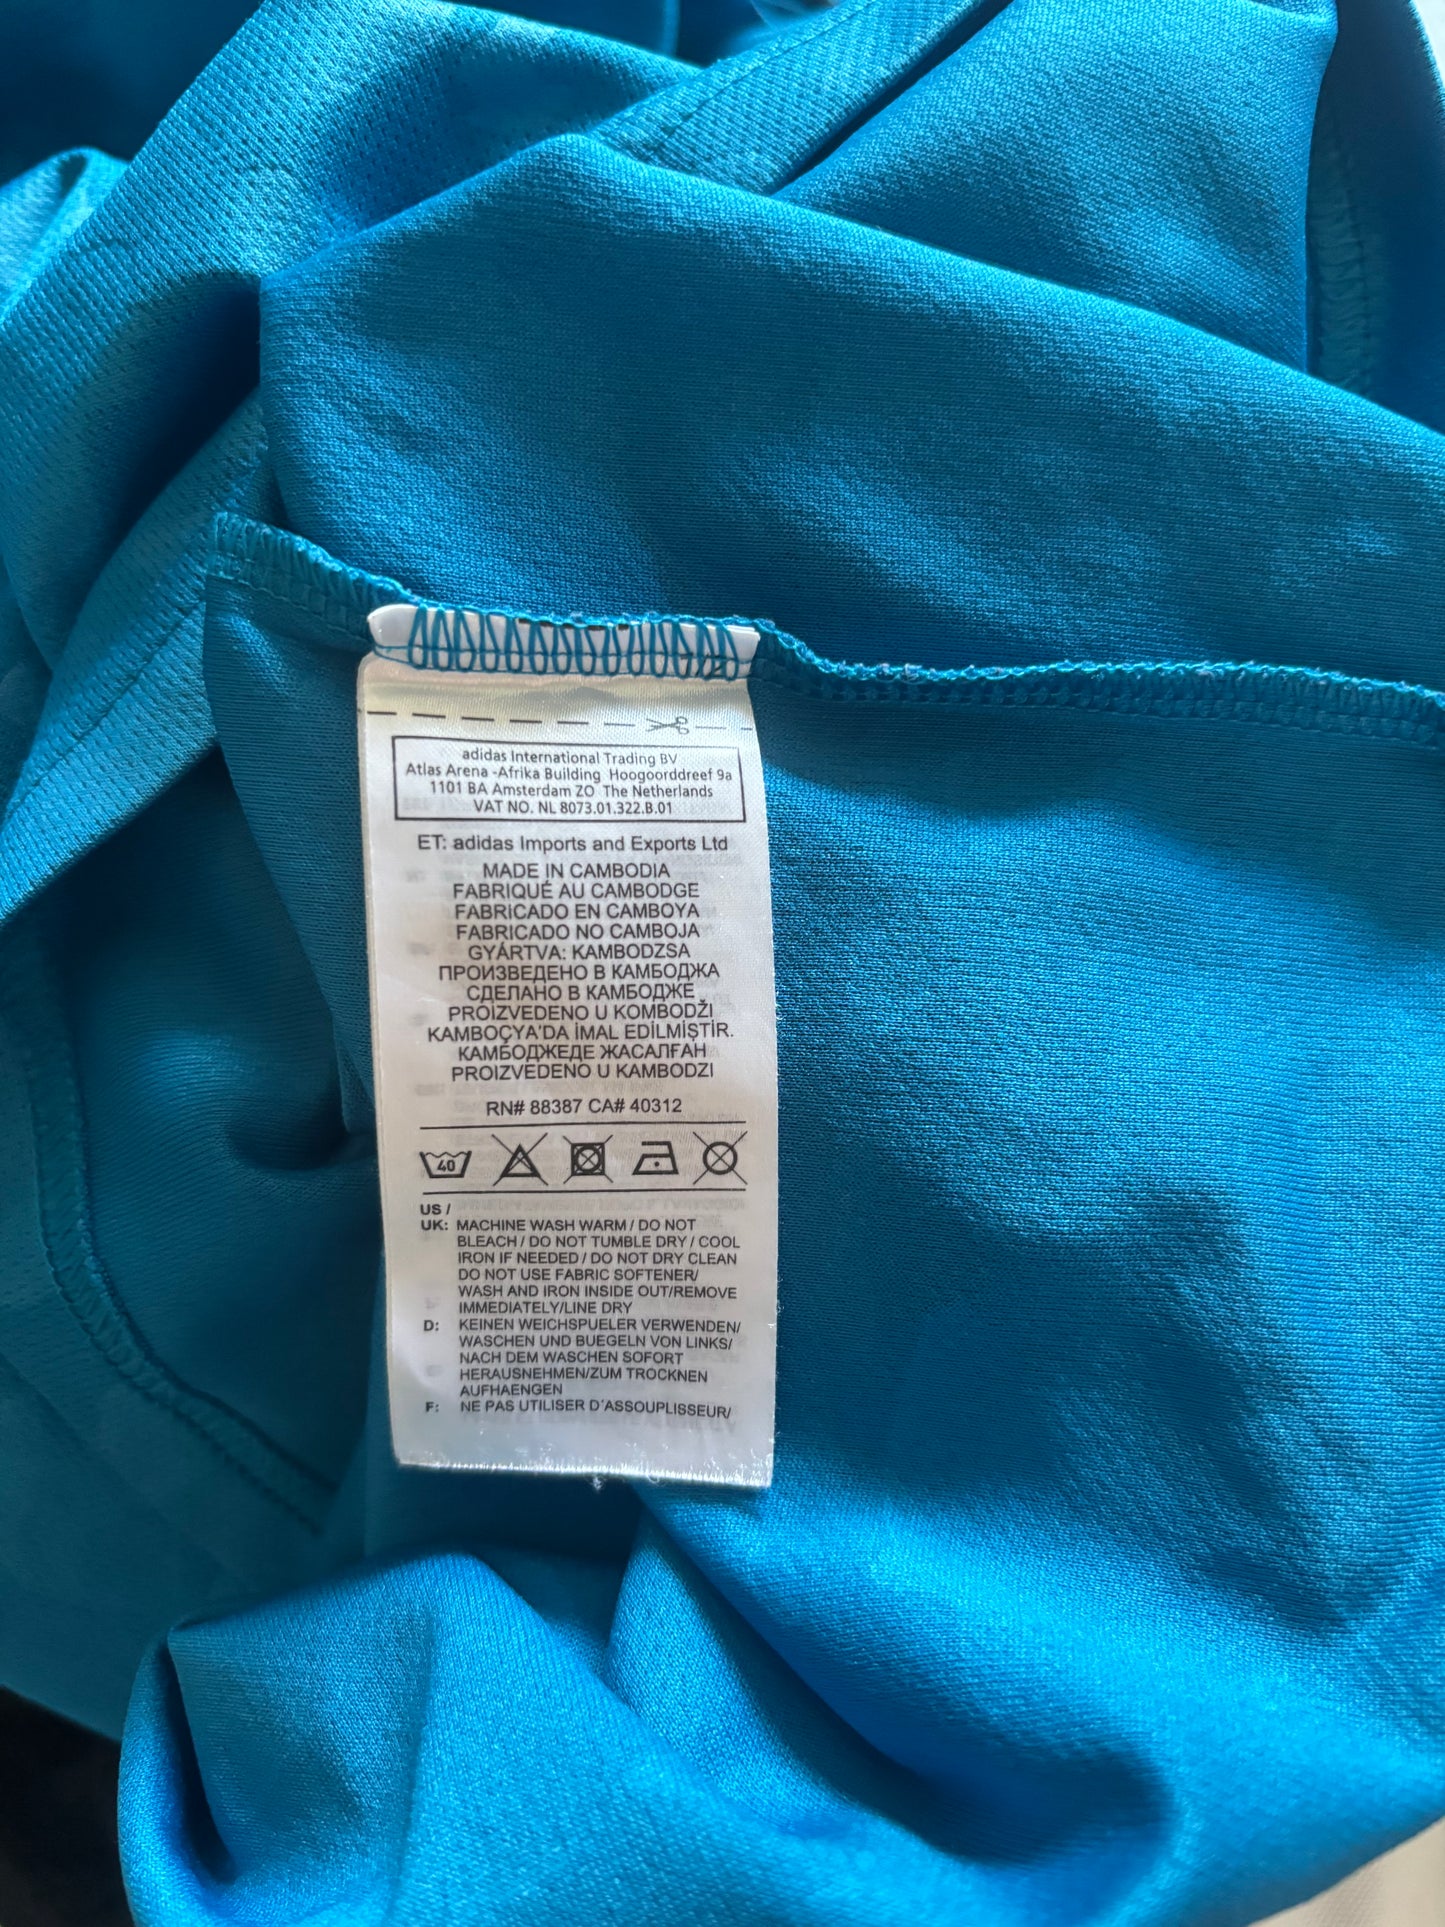 7/2
adidas International Trading BV
Atlas Arena -Afrika Building Hoogoorddreef 9a
1101 BA Amsterdam ZO The Netherlands
VAT NO. NL 8073.01.322.B.01
ET: adidas Imports and Exports Ltd
MADE IN CAMBODIA
FABRIQUÉ AU CAMBODGE
FABRICADO EN CAMBOYA
FABRICADO NO CAMBOJA
GYÁRTVA: KAMBODZSA
ПРОИЗВЕДЕНО В КАМБОДЖА
СДЕЛАНО В КАМБОДЖЕ
PROIZVEDENO U KOMBODŽI
KAMBOÇYA'DA İMAL EDİLMİŞTİR.
КАМБОДЖЕДЕ ЖАСАЛҒАН
PROIZVEDENO U KAMBODZI
RN# 88387 CA# 40312
40
US /
UK: MACHINE WASH WARM / DO NOT
BLEACH / DO NOT TUMBLE DRY / COOL
IRON IF NEEDED / DO NOT DRY CLEAN
DO NOT USE FABRIC SOFTENER/
WASH AND IRON INSIDE OUT/REMOVE
IMMEDIATELY/LINE DRY
D: KEINEN WEICHSPUELER VERWENDEN/
WASCHEN UND BUEGELN VON LINKS/
NACH DEM WASCHEN SOFORT
HERAUSNEHMEN/ZUM TROCKNEN
AUFHAENGEN
F: NE PAS UTILISER D'ASSOUPLISSEUR/